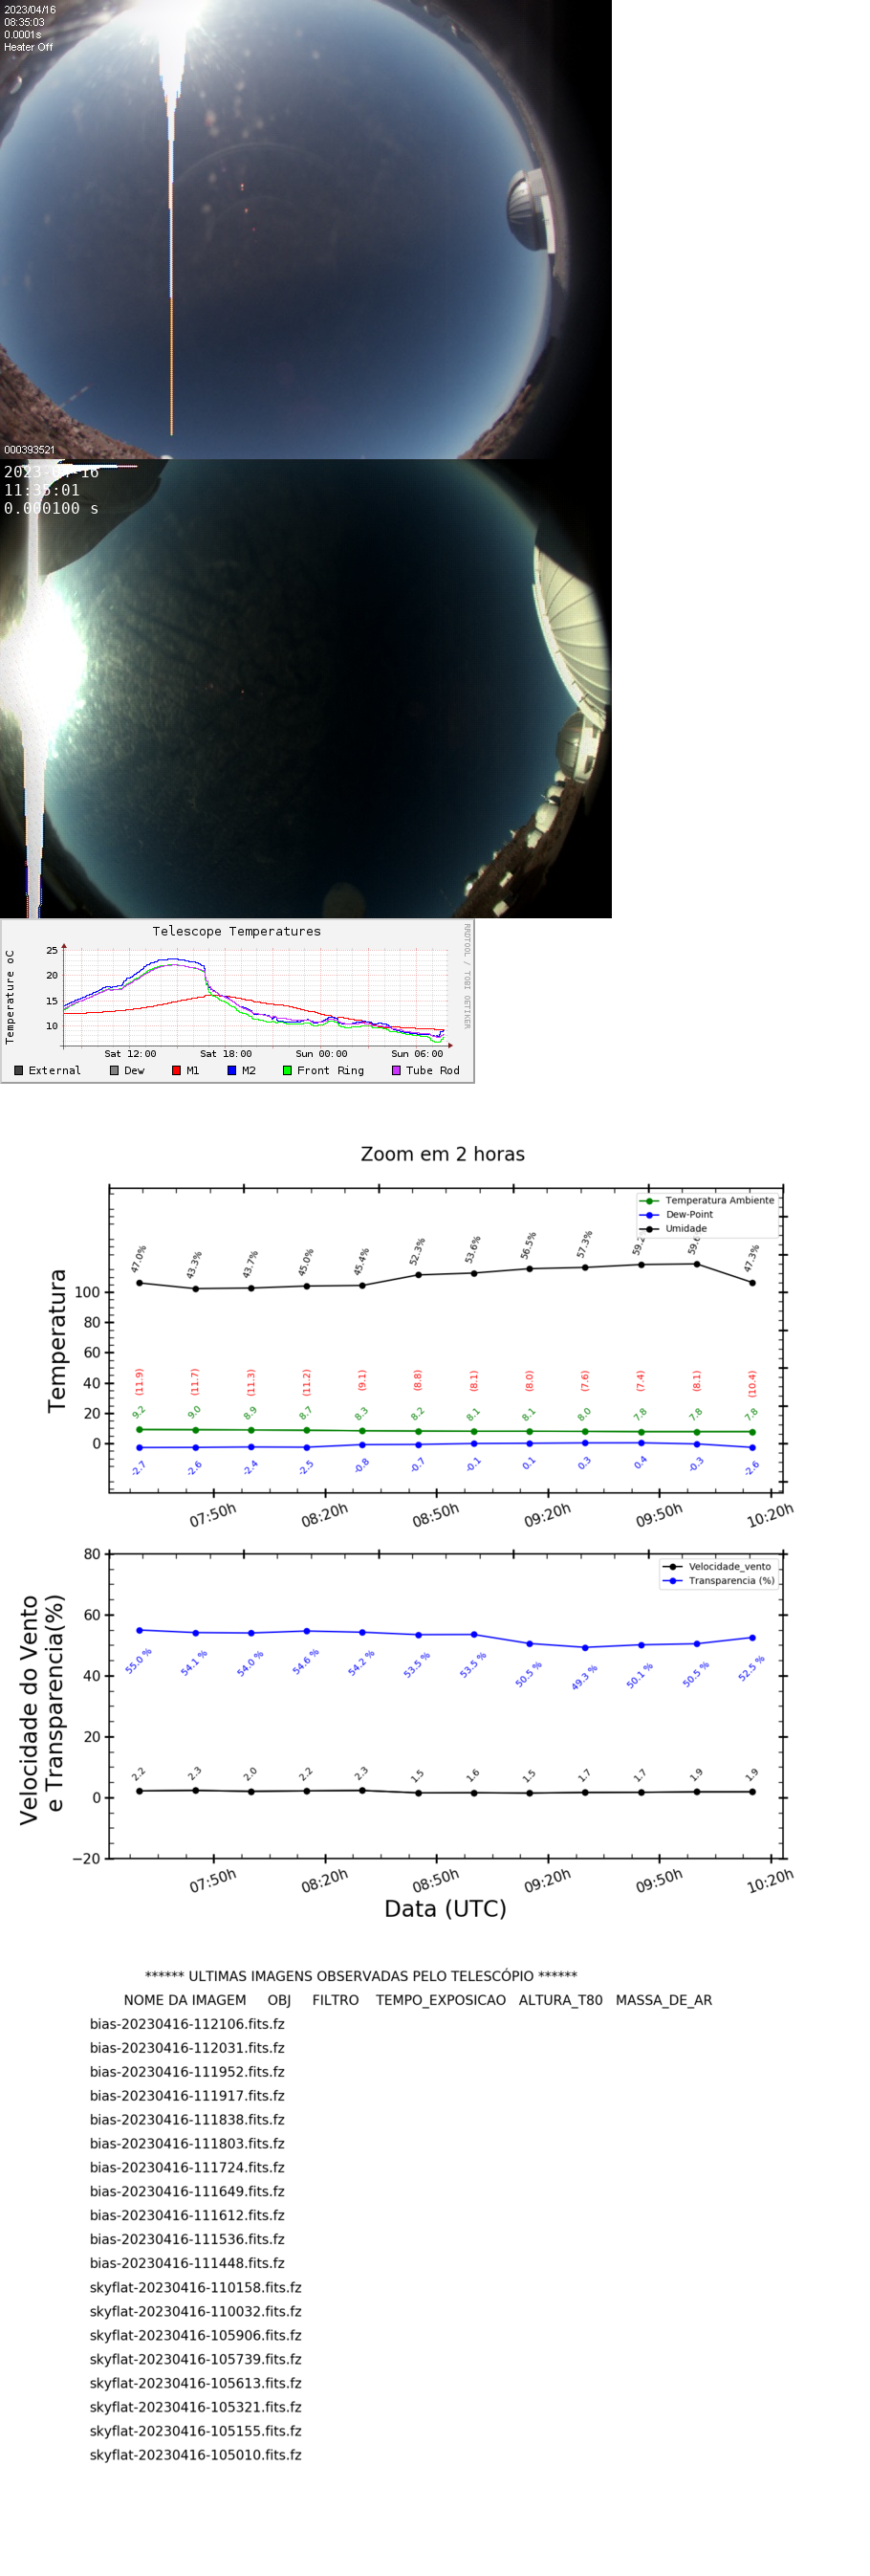 2023/04/16
08:35:03
0.0001s
Heater Off
000393521
2023-04-16
11:35:01
0.000100 s
Telescope Temperatures
RRDTOOL / TOBI OETIKER
Temperature oC
25
20
15
10
Sat 12:00 Sat 18:00 Sun 00:00 Sun 06:00
External Dew M1 M2 Front Ring Tube Rod
Zoom em 2 horas
Temperatura Ambiente
Dew-Point
Umidade
47.0% 43.3% 43.7% 45.0% 45.4% 52.3% 53.6% 56.5% 57.3% 59. 59. 47.3%
Temperatura
100
80
60
40
20
0
(11.9) (11.7) (11.3) (11.2) (9.1) (8.8) (8.1) (8.0) (7.6) (7.4) (8.1) (10.4)
9.2 9.0 8.9 8.7 8.3 8.2 8.1 8.1 8.0 7.8 7.8 7.8
-2.7 -2.6 -2.4 -2.5 -0.8 -0.7 -0.1 0.1 0.3 0.4 -0.3 -2.6
07:50h 08:20h 08:50h 09:20h 09:50h 10:20h
Velocidade_vento
Transparencia (%)
Velocidade do Vento
e Transparencia(%)
80
60
40
20
0
−20
55.0 % 54.1 % 54.0 % 54.6 % 54.2 % 53.5 % 53.5 % 50.5 % 49.3 % 50.1 % 50.5 % 52.5 %
2.2 2.3 2.0 2.2 2.3 1.5 1.6 1.5 1.7 1.7 1.9 1.9
07:50h 08:20h 08:50h 09:20h 09:50h 10:20h
Data (UTC)
****** ULTIMAS IMAGENS OBSERVADAS PELO TELESCÓPIO ******
NOME DA IMAGEM OBJ FILTRO TEMPO_EXPOSICAO ALTURA_T80 MASSA_DE_AR
bias-20230416-112106.fits.fz
bias-20230416-112031.fits.fz
bias-20230416-111952.fits.fz
bias-20230416-111917.fits.fz
bias-20230416-111838.fits.fz
bias-20230416-111803.fits.fz
bias-20230416-111724.fits.fz
bias-20230416-111649.fits.fz
bias-20230416-111612.fits.fz
bias-20230416-111536.fits.fz
bias-20230416-111448.fits.fz
skyflat-20230416-110158.fits.fz
skyflat-20230416-110032.fits.fz
skyflat-20230416-105906.fits.fz
skyflat-20230416-105739.fits.fz
skyflat-20230416-105613.fits.fz
skyflat-20230416-105321.fits.fz
skyflat-20230416-105155.fits.fz
skyflat-20230416-105010.fits.fz